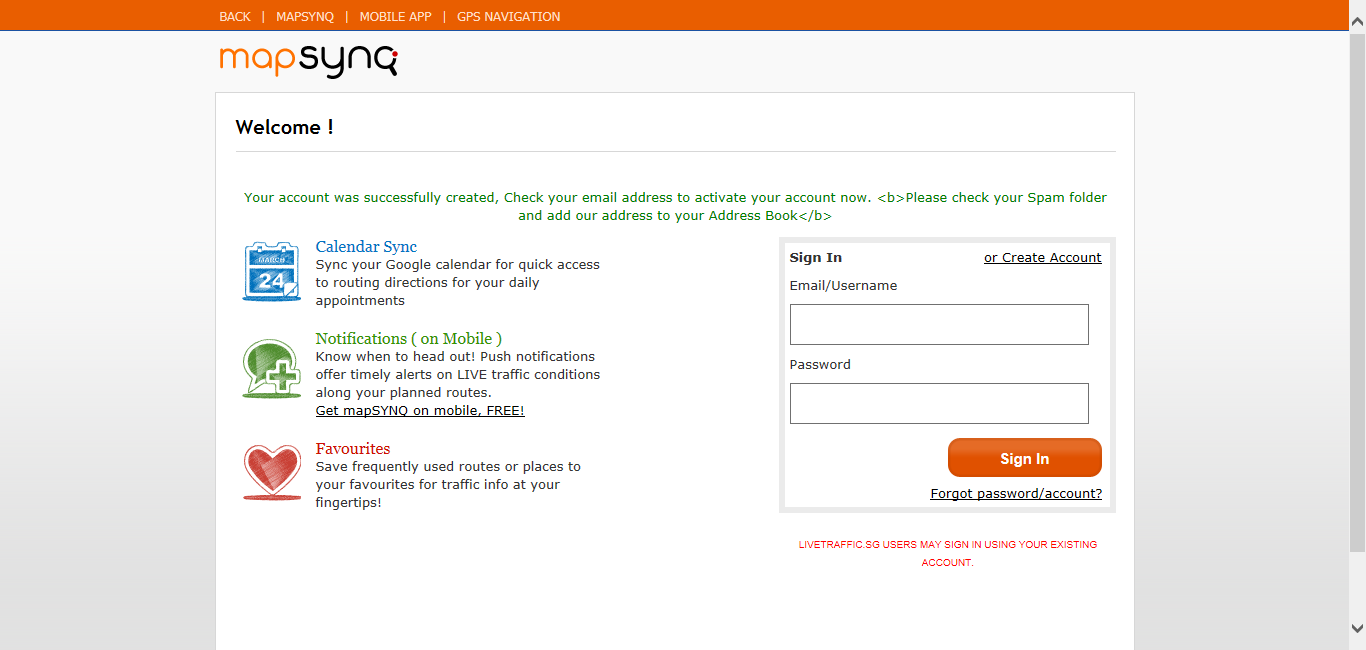 BACK | MAPSYNQ | MOBILE APP | GPS NAVIGATION
mapsynq
Welcome !
Your account was successfully created, Check your email address to activate your account now. <b>Please check your Spam folder
and add our address to your Address Book</b>
Calendar Sync
Sync your Google calendar for quick access
to routing directions for your daily
appointments
MARCH
24
Notifications ( on Mobile )
Know when to head out! Push notifications
offer timely alerts on LIVE traffic conditions
along your planned routes.
Get mapSYNQ on mobile, FREE!
Favourites
Save frequently used routes or places to
your favourites for traffic info at your
fingertips!
Sign In or Create Account
Email/Username
Password
Sign In
Forgot password/account?
LIVETRAFFIC.SG USERS MAY SIGN IN USING YOUR EXISTING
ACCOUNT.